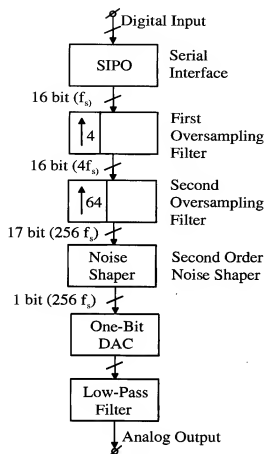 Digital Input
SIPO
Serial
Interface
16 bit (fs)
↑4
First
Oversampling
Filter
16 bit (4fs)
↑64
Second
Oversampling
Filter
17 bit (256 fs)
Noise
Shaper
Second Order
Noise Shaper
1 bit (256 fs)
One-Bit
DAC
Low-Pass
Filter
Analog Output